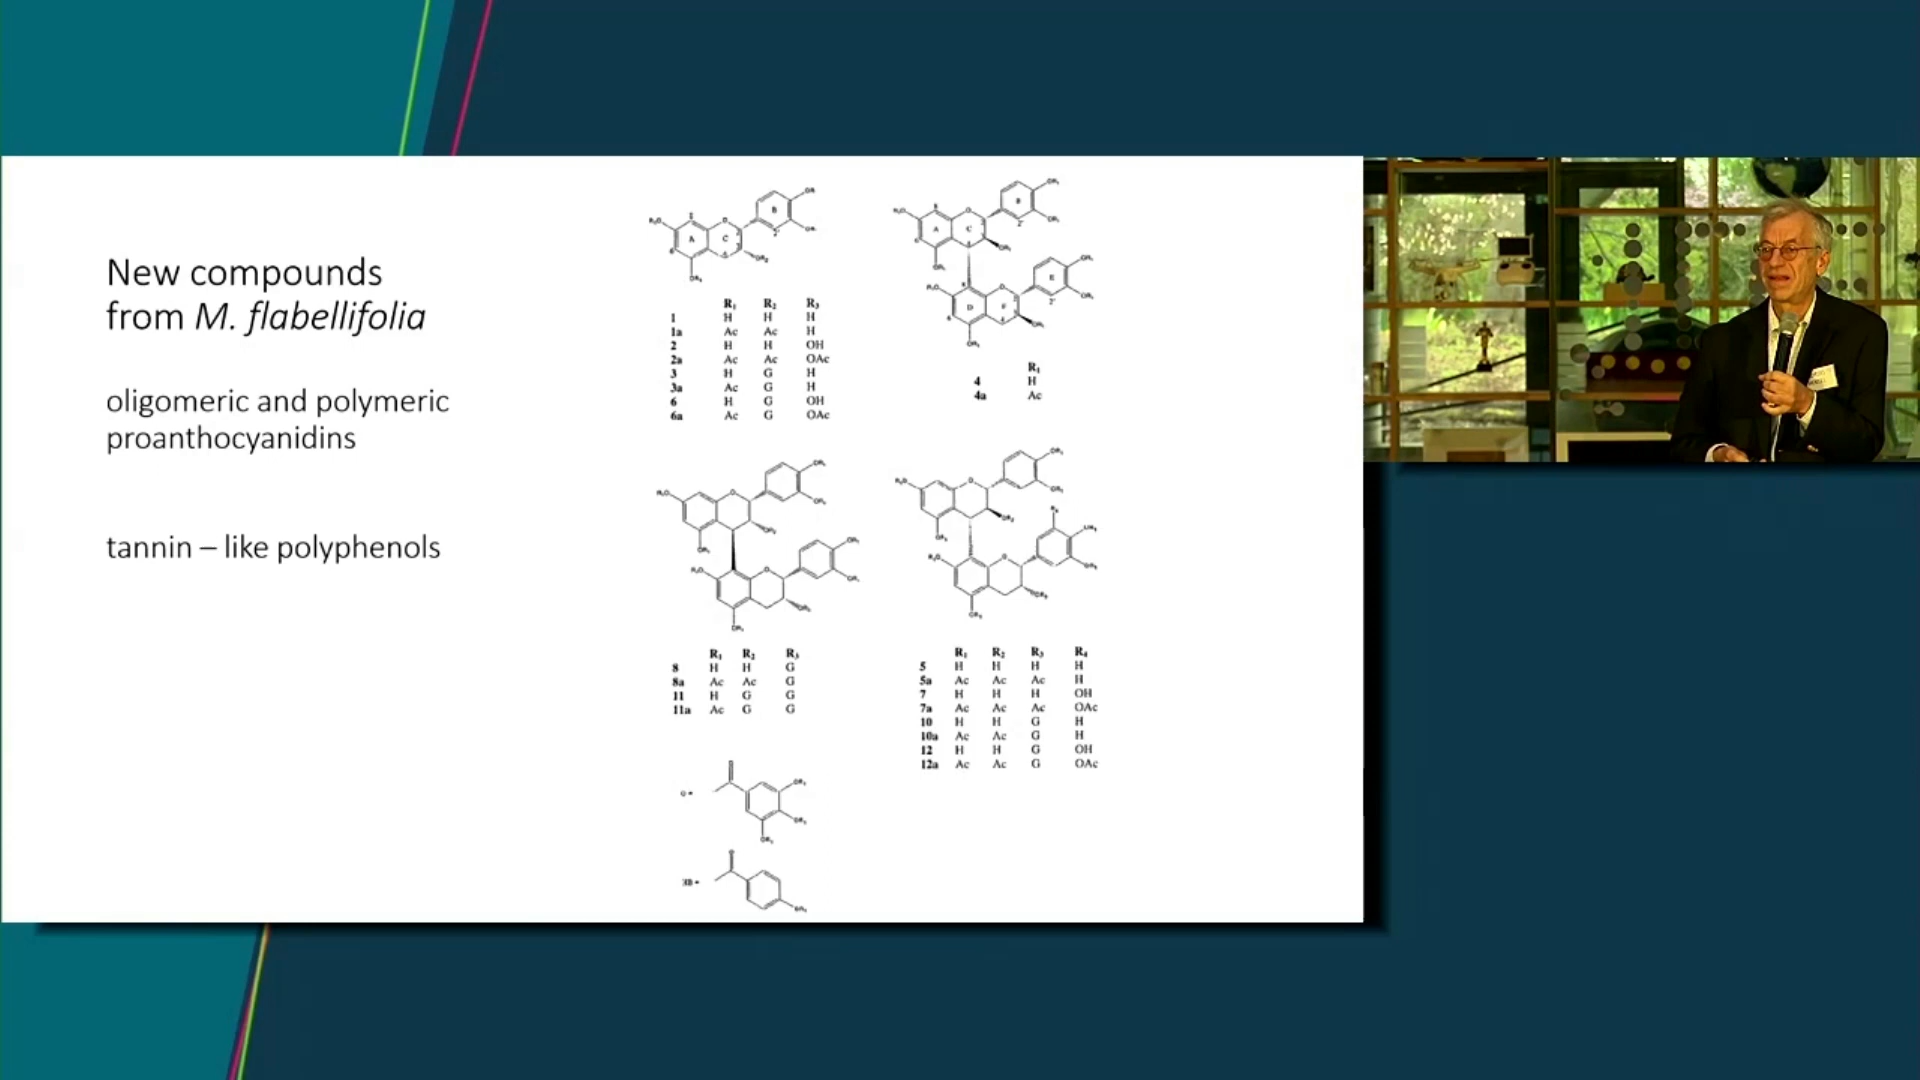 New compounds
from M. flabellifolia
oligomeric and polymeric
proanthocyanidins
tannin – like polyphenols
R₁ R₂ R₃
1 H H H
1a Ac Ac H
2 H H OH
2a Ac Ac OAc
3 H G H
3a Ac G H
6 H G OH
6a Ac G OAc
R₁
4 H
4a Ac
R₁ R₂ R₃
8 H H G
8a Ac Ac G
11 H G G
11a Ac G G
R₁ R₂ R₃ R₄
5 H H H H
5a Ac Ac Ac H
7 H H H OH
7a Ac Ac Ac OAc
10 H H G H
10a Ac Ac G H
12 H H G OH
12a Ac Ac G OAc